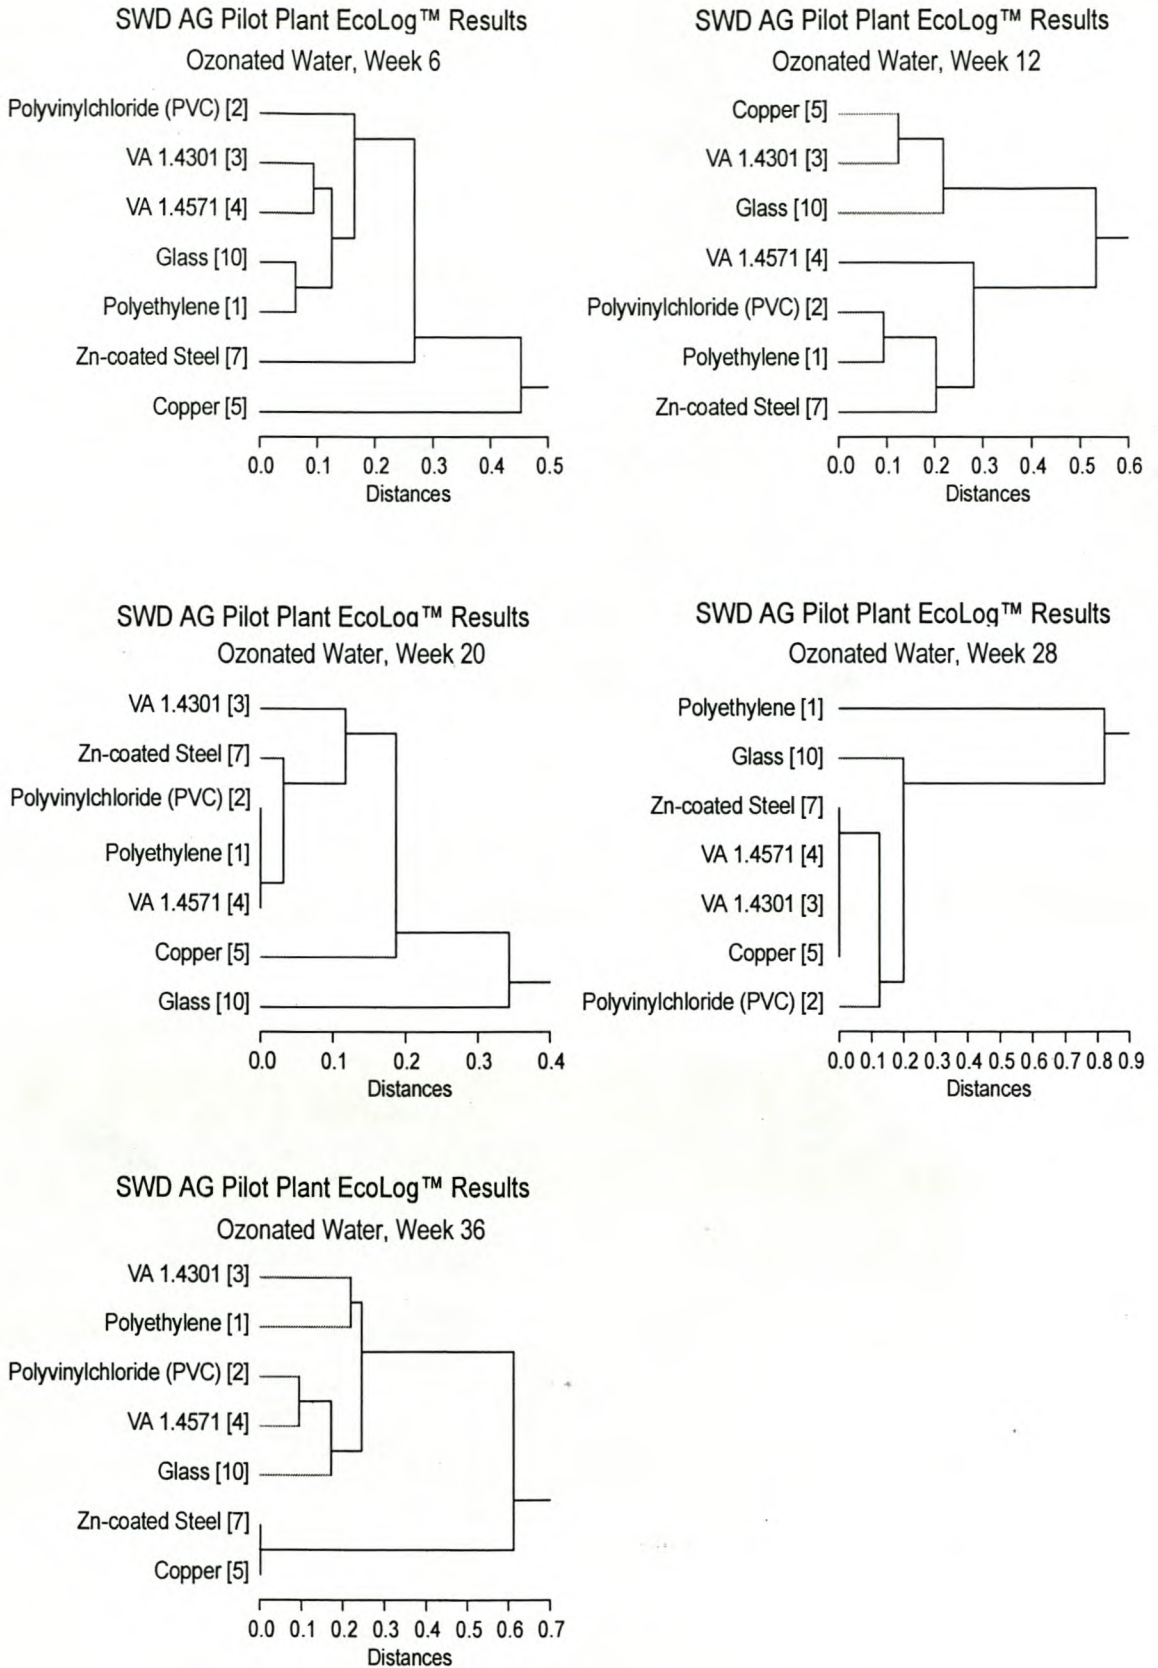 SWD AG Pilot Plant EcoLog™ Results
Ozonated Water, Week 6
Polyvinylchloride (PVC) [2]
VA 1.4301 [3]
VA 1.4571 [4]
Glass [10]
Polyethylene [1]
Zn-coated Steel [7]
Copper [5]
0.0 0.1 0.2 0.3 0.4 0.5
Distances
SWD AG Pilot Plant EcoLog™ Results
Ozonated Water, Week 12
Copper [5]
VA 1.4301 [3]
Glass [10]
VA 1.4571 [4]
Polyvinylchloride (PVC) [2]
Polyethylene [1]
Zn-coated Steel [7]
0.0 0.1 0.2 0.3 0.4 0.5 0.6
Distances
SWD AG Pilot Plant EcoLog™ Results
Ozonated Water, Week 20
VA 1.4301 [3]
Zn-coated Steel [7]
Polyvinylchloride (PVC) [2]
Polyethylene [1]
VA 1.4571 [4]
Copper [5]
Glass [10]
0.0 0.1 0.2 0.3 0.4
Distances
SWD AG Pilot Plant EcoLog™ Results
Ozonated Water, Week 28
Polyethylene [1]
Glass [10]
Zn-coated Steel [7]
VA 1.4571 [4]
VA 1.4301 [3]
Copper [5]
Polyvinylchloride (PVC) [2]
0.0 0.1 0.2 0.3 0.4 0.5 0.6 0.7 0.8 0.9
Distances
SWD AG Pilot Plant EcoLog™ Results
Ozonated Water, Week 36
VA 1.4301 [3]
Polyethylene [1]
Polyvinylchloride (PVC) [2]
VA 1.4571 [4]
Glass [10]
Zn-coated Steel [7]
Copper [5]
0.0 0.1 0.2 0.3 0.4 0.5 0.6 0.7
Distances